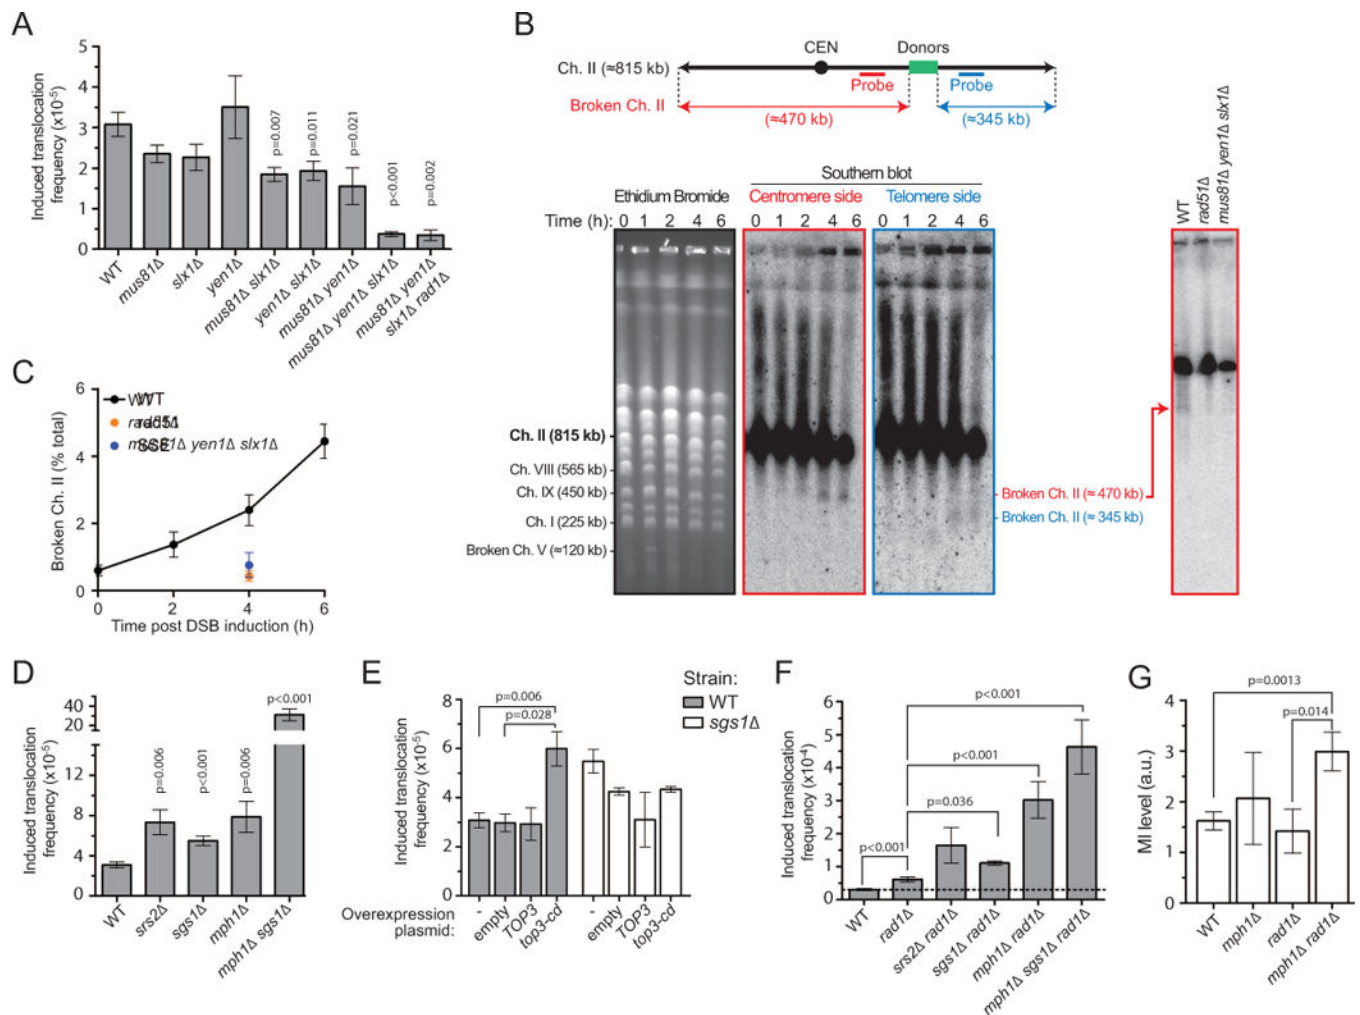 A
Induced translocation
frequency (x10⁻⁵)
5
4
3
2
1
0
p=0.007
p=0.011
p=0.021
p<0.001
p=0.002
WT
mus81Δ
slx1Δ
yen1Δ
mus81Δ slx1Δ
yen1Δ slx1Δ
mus81Δ yen1Δ
mus81Δ yen1Δ slx1Δ
mus81Δ yen1Δ
slx1Δ rad1Δ
B
CEN
Donors
Ch. II (≈815 kb)
Probe
Probe
Broken Ch. II
(≈470 kb)
(≈345 kb)
Southern blot
Ethidium Bromide
Centromere side
Telomere side
Time (h):
0 1 2 4 6
0 1 2 4 6
0 1 2 4 6
Ch. II (815 kb)
Ch. VIII (565 kb)
Ch. IX (450 kb)
Ch. I (225 kb)
Broken Ch. V (≈120 kb)
Broken Ch. II (≈ 470 kb)
Broken Ch. II (≈ 345 kb)
WT
rad51Δ
mus81Δ yen1Δ slx1Δ
C
Broken Ch. II (% total)
6
4
2
0
WT
rad51Δ
mus81Δ yen1Δ slx1Δ
0 2 4 6
Time post DSB induction (h)
D
Induced translocation
frequency (x10⁻⁵)
40
30
20
12
8
4
0
p=0.006
p<0.001
p=0.006
p<0.001
WT
srs2Δ
sgs1Δ
mph1Δ
mph1Δ sgs1Δ
E
Strain:
WT
sgs1Δ
Induced translocation
frequency (x10⁻⁵)
8
6
4
2
0
p=0.006
p=0.028
Overexpression
plasmid:
-
empty
TOP3
top3-cd
-
empty
TOP3
top3-cd
F
Induced translocation
frequency (x10⁻⁴)
6
5
4
3
2
1
0
p<0.001
p<0.001
p=0.036
p<0.001
WT
rad1Δ
srs2Δ rad1Δ
sgs1Δ rad1Δ
mph1Δ rad1Δ
mph1Δ sgs1Δ rad1Δ
G
MI level (a.u.)
4
3
2
1
0
p=0.0013
p=0.014
WT
mph1Δ
rad1Δ
mph1Δ rad1Δ